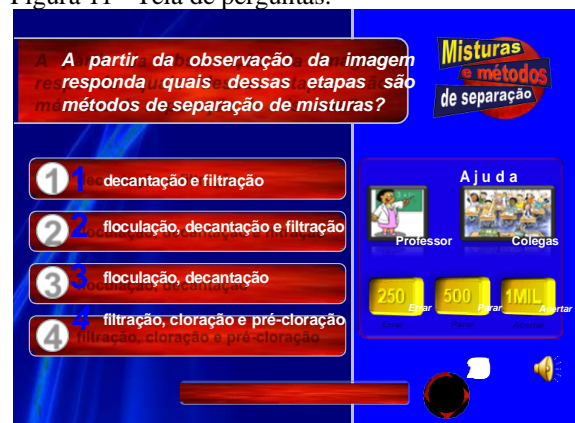 Figura 11 - Tela de perguntas.
A partir da observação da imagem
responda quais dessas etapas são
métodos de separação de misturas?
Misturas
e métodos
de separação
1 decantação e filtração
2 floculação, decantação e filtração
3 floculação, decantação
4 filtração, cloração e pré-cloração
Ajuda
Professor
Colegas
250 Errar
500 Parar
1MIL Acertar